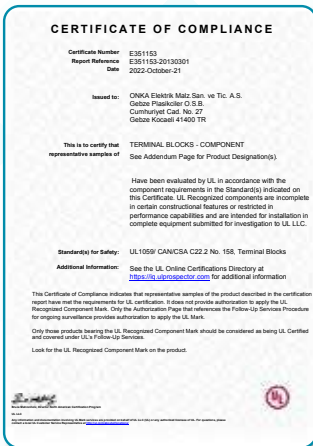 CERTIFICATE OF COMPLIANCE
Certificate Number E351153
Report Reference E351153-20130301
Date 2022-October-21
Issued to: ONKA Elektrik Malz.San. ve Tic. A.S.
Gebze Plasikciler O.S.B.
Cumhuriyet Cad. No. 27
Gebze Kocaeli 41400 TR
This is to certify that TERMINAL BLOCKS - COMPONENT
representative samples of See Addendum Page for Product Designation(s).
Have been evaluated by UL in accordance with the
component requirements in the Standard(s) indicated on
this Certificate. UL Recognized components are incomplete
in certain constructional features or restricted in
performance capabilities and are intended for installation in
complete equipment submitted for investigation to UL LLC.
Standard(s) for Safety: UL1059/ CAN/CSA C22.2 No. 158, Terminal Blocks
Additional Information: See the UL Online Certifications Directory at
https://iq.ulprospector.com for additional information
This Certificate of Compliance indicates that representative samples of the product described in the certification
report have met the requirements for UL certification. It does not provide authorization to apply the UL
Recognized Component Mark. Only the Authorization Page that references the Follow-Up Services Procedure
for ongoing surveillance provides authorization to apply the UL Mark.
Only those products bearing the UL Recognized Component Mark should be considered as being UL Certified
and covered under UL's Follow-Up Services.
Look for the UL Recognized Component Mark on the product.
UL